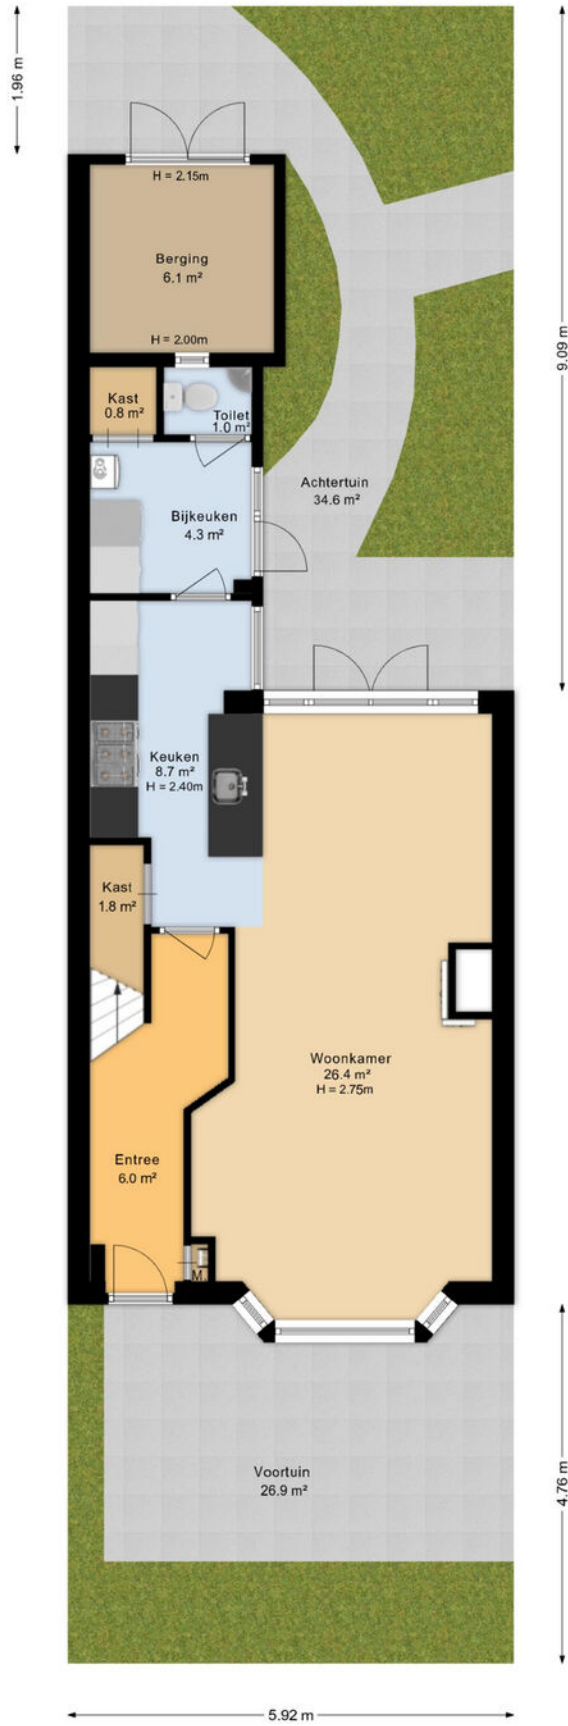 1.96 m
H = 2.15m
Berging
6.1 m²
H = 2.00m
9.09 m
Kast
0.8 m²
Toilet
1.0 m²
Achtertuin
34.6 m²
Bijkeuken
4.3 m²
Keuken
8.7 m²
H = 2.40m
Kast
1.8 m²
Woonkamer
26.4 m²
H = 2.75m
Entree
6.0 m²
M.
Voortuin
26.9 m²
4.76 m
5.92 m